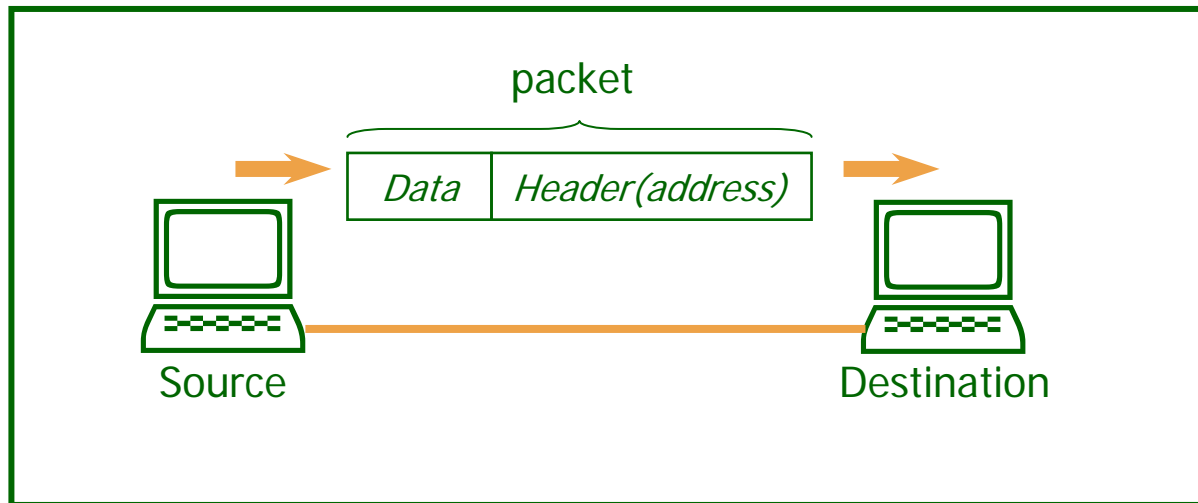 packet
Data
Header(address)
Source
Destination